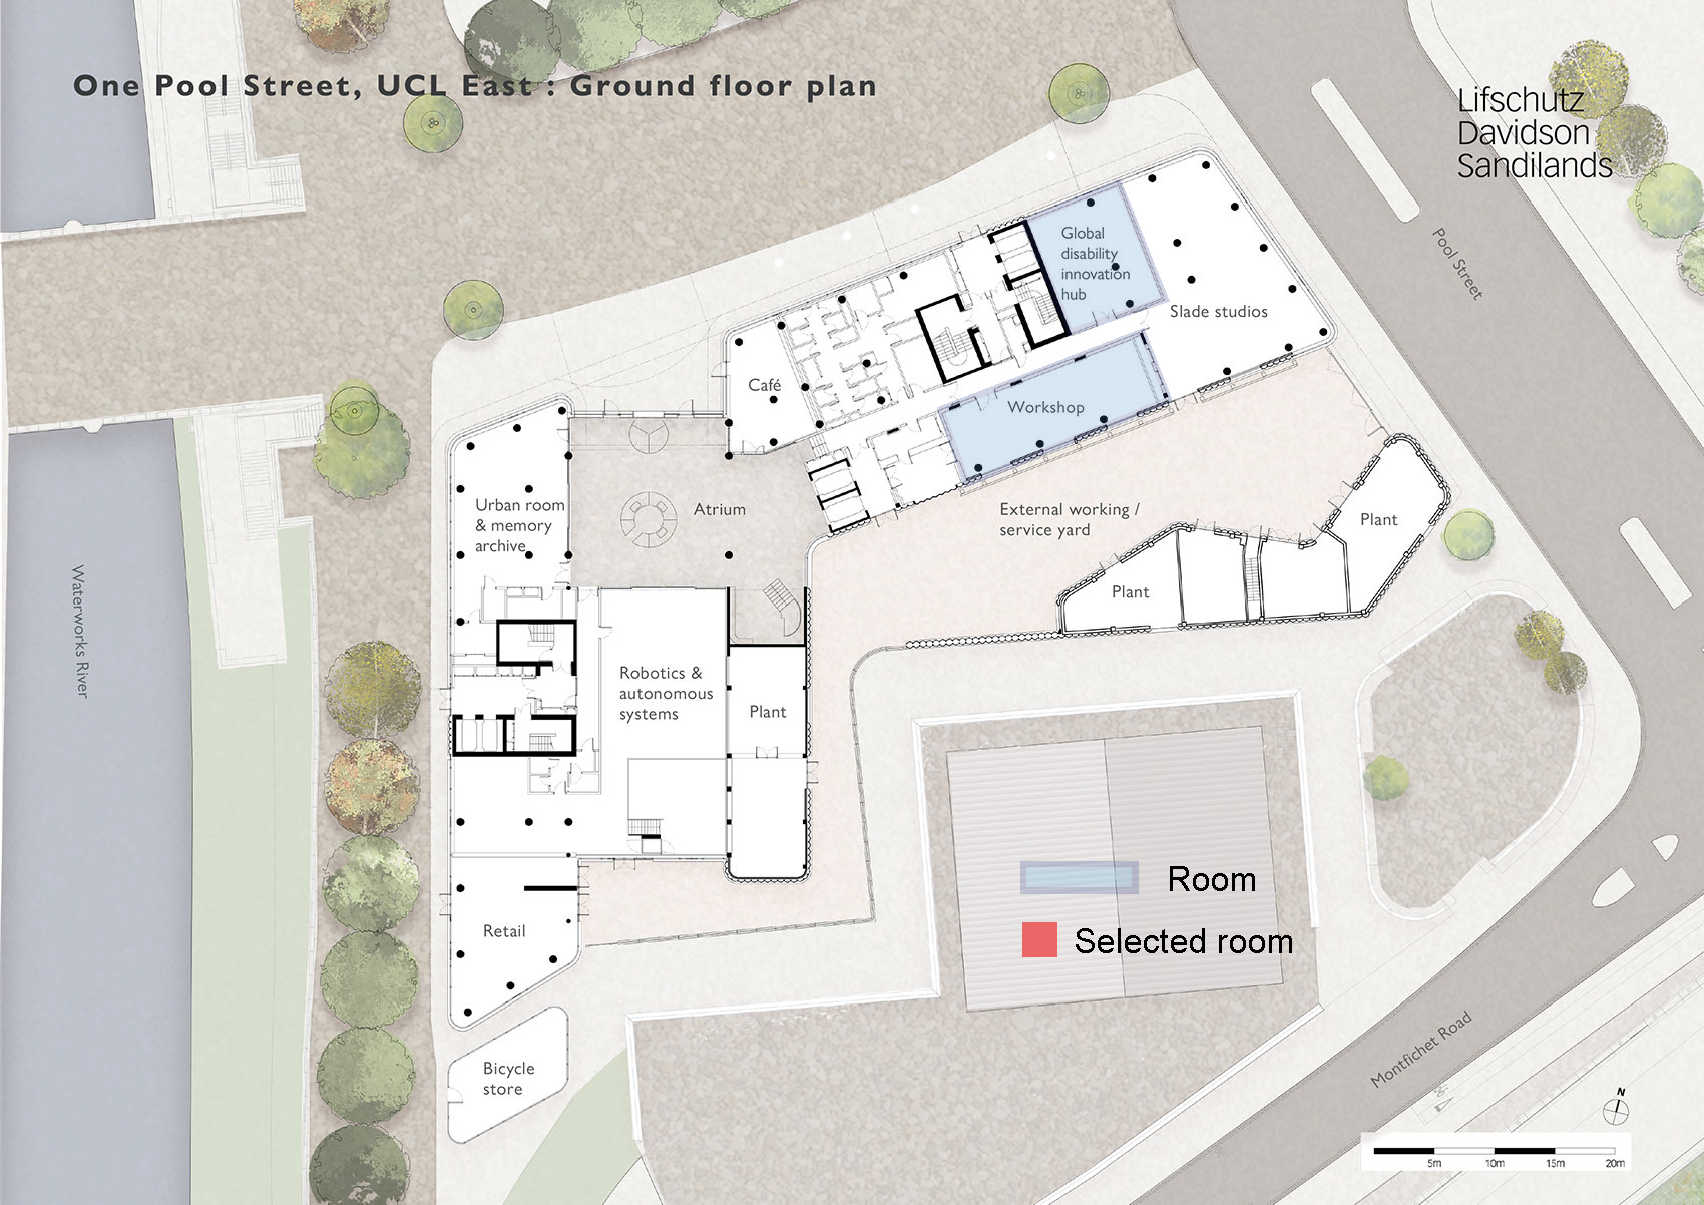 One Pool Street, UCL East : Ground floor plan
Lifschutz
Davidson
Sandilands
Pool Street
Global
disability
innovation
hub
Slade studios
Café
Workshop
Urban room
& memory
archive
Atrium
External working /
service yard
Plant
Plant
Waterworks River
Robotics &
autonomous
systems
Plant
Room
Selected room
Retail
Bicycle
store
Montfichet Road
N
5m 10m 15m 20m